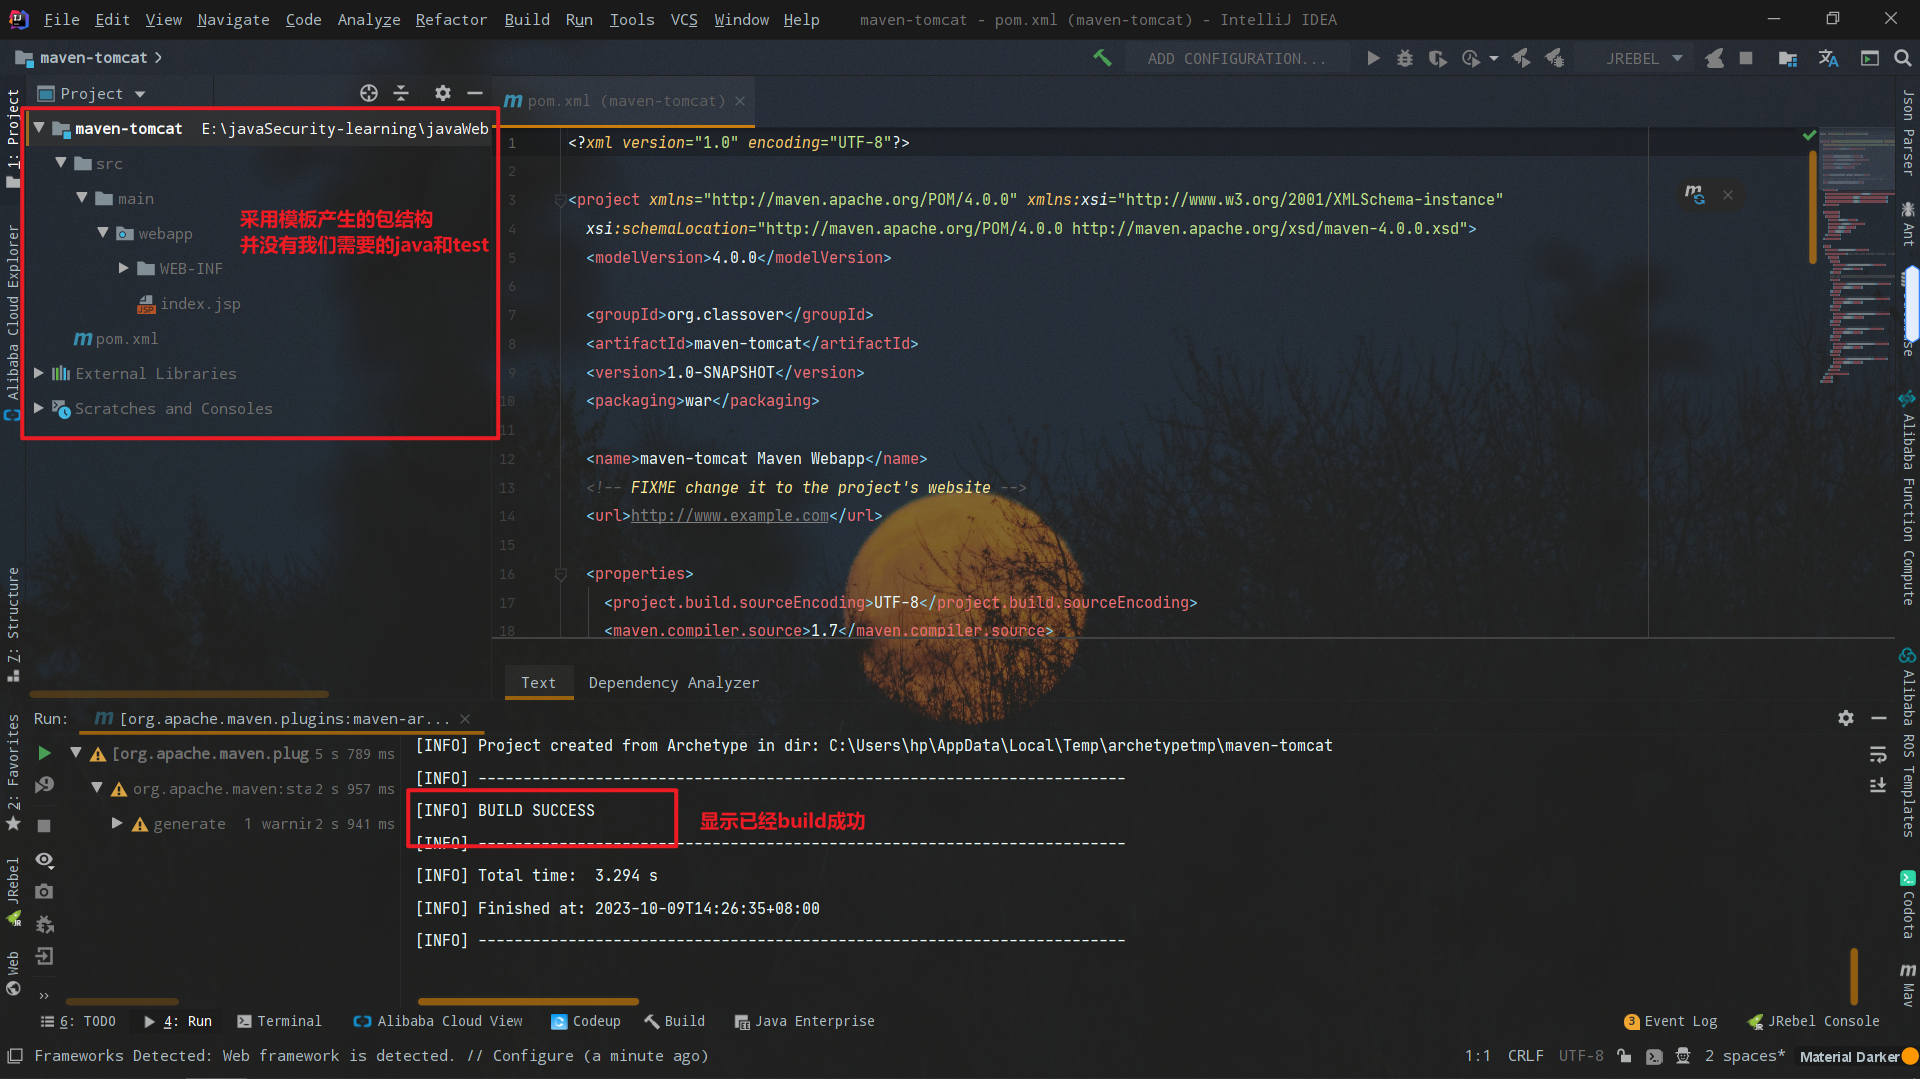 File Edit View Navigate Code Analyze Refactor Build Run Tools VCS Window Help maven-tomcat - pom.xml (maven-tomcat) - IntelliJ IDEA
maven-tomcat
ADD CONFIGURATION...
JREBEL
Project
pom.xml (maven-tomcat)
maven-tomcat E:\javaSecurity-learning\javaWeb
src
main
webapp
WEB-INF
index.jsp
pom.xml
External Libraries
Scratches and Consoles
采用模板产生的包结构
并没有我们需要的java和test
1 <?xml version="1.0" encoding="UTF-8"?>
2
3 <project xmlns="http://maven.apache.org/POM/4.0.0" xmlns:xsi="http://www.w3.org/2001/XMLSchema-instance"
4 xsi:schemaLocation="http://maven.apache.org/POM/4.0.0 http://maven.apache.org/xsd/maven-4.0.0.xsd">
5 <modelVersion>4.0.0</modelVersion>
6
7 <groupId>org.classover</groupId>
8 <artifactId>maven-tomcat</artifactId>
9 <version>1.0-SNAPSHOT</version>
10 <packaging>war</packaging>
11
12 <name>maven-tomcat Maven Webapp</name>
13 <!-- FIXME change it to the project's website -->
14 <url>http://www.example.com</url>
15
16 <properties>
17 <project.build.sourceEncoding>UTF-8</project.build.sourceEncoding>
18 <maven.compiler.source>1.7</maven.compiler.source>
Text Dependency Analyzer
1: Project
Alibaba Cloud Explorer
Z: Structure
2: Favorites
JRebel
Web
Json Parser
Ant
Alibaba Function Compute
Alibaba ROS Templates
Codota
Mav
Run: [org.apache.maven.plugins:maven-ar...
[org.apache.maven.plug 5 s 789 ms
org.apache.maven:sta 2 s 957 ms
generate 1 warnin 2 s 941 ms
[INFO] Project created from Archetype in dir: C:\Users\hp\AppData\Local\Temp\archetypetmp\maven-tomcat
[INFO] ------------------------------------------------------------------------
[INFO] BUILD SUCCESS
显示已经build成功
[INFO] ------------------------------------------------------------------------
[INFO] Total time:  3.294 s
[INFO] Finished at: 2023-10-09T14:26:35+08:00
[INFO] ------------------------------------------------------------------------
6: TODO 4: Run Terminal Alibaba Cloud View Codeup Build Java Enterprise 3 Event Log JRebel Console
Frameworks Detected: Web framework is detected. // Configure (a minute ago) 1:1 CRLF UTF-8 2 spaces* Material Darker